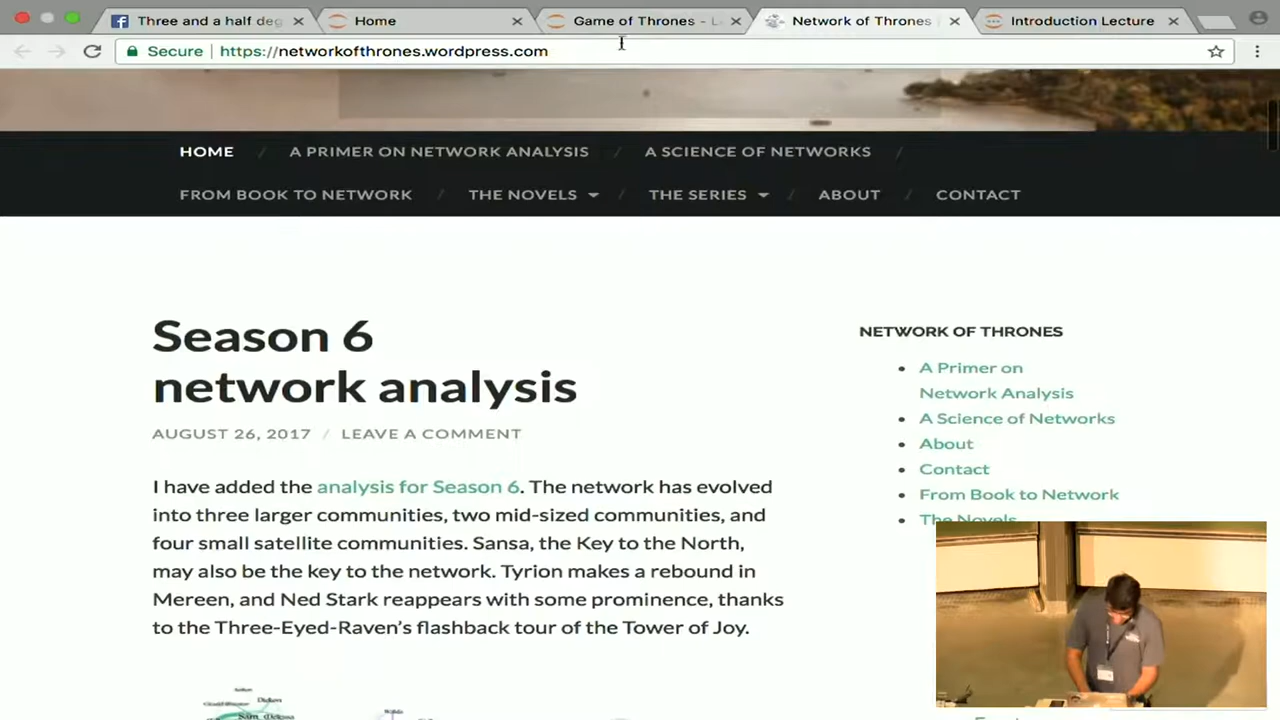 Three and a half deg
Home
Game of Thrones - L
Network of Thrones
Introduction Lecture
Secure
https://networkofthrones.wordpress.com
HOME / A PRIMER ON NETWORK ANALYSIS / A SCIENCE OF NETWORKS /
FROM BOOK TO NETWORK / THE NOVELS / THE SERIES / ABOUT / CONTACT
Season 6
network analysis
AUGUST 26, 2017 / LEAVE A COMMENT
I have added the analysis for Season 6. The network has evolved
into three larger communities, two mid-sized communities, and
four small satellite communities. Sansa, the Key to the North,
may also be the key to the network. Tyrion makes a rebound in
Mereen, and Ned Stark reappears with some prominence, thanks
to the Three-Eyed-Raven’s flashback tour of the Tower of Joy.
NETWORK OF THRONES
A Primer on
Network Analysis
A Science of Networks
About
Contact
From Book to Network
The Novels
Dickon